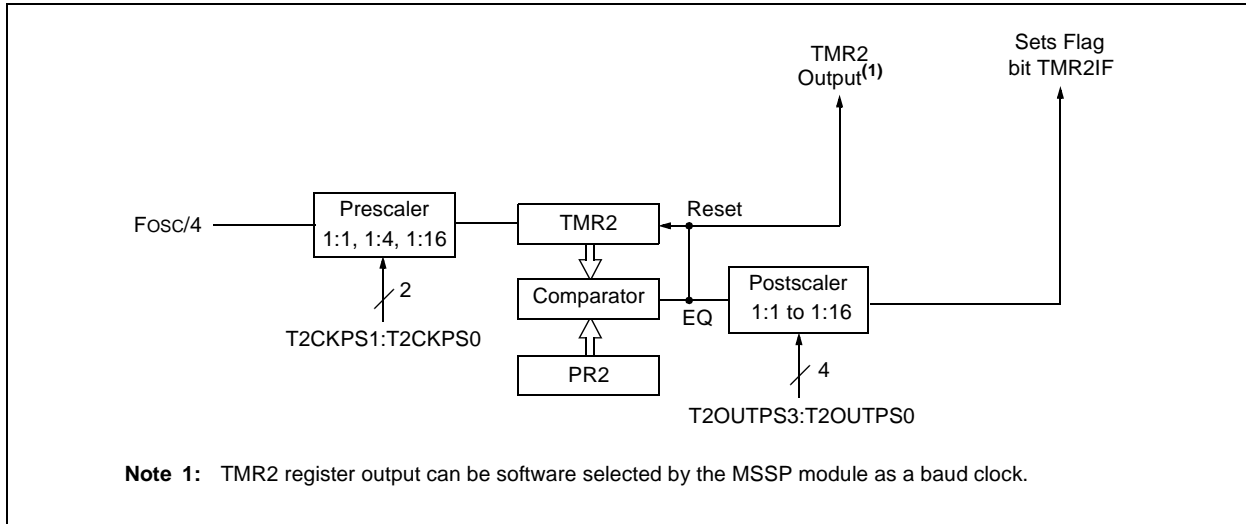 TMR2
Output(1)
Sets Flag
bit TMR2IF
FOSC/4
Prescaler
1:1, 1:4, 1:16
2
T2CKPS1:T2CKPS0
TMR2
Reset
Comparator
EQ
PR2
Postscaler
1:1 to 1:16
4
T2OUTPS3:T2OUTPS0
Note 1: TMR2 register output can be software selected by the MSSP module as a baud clock.